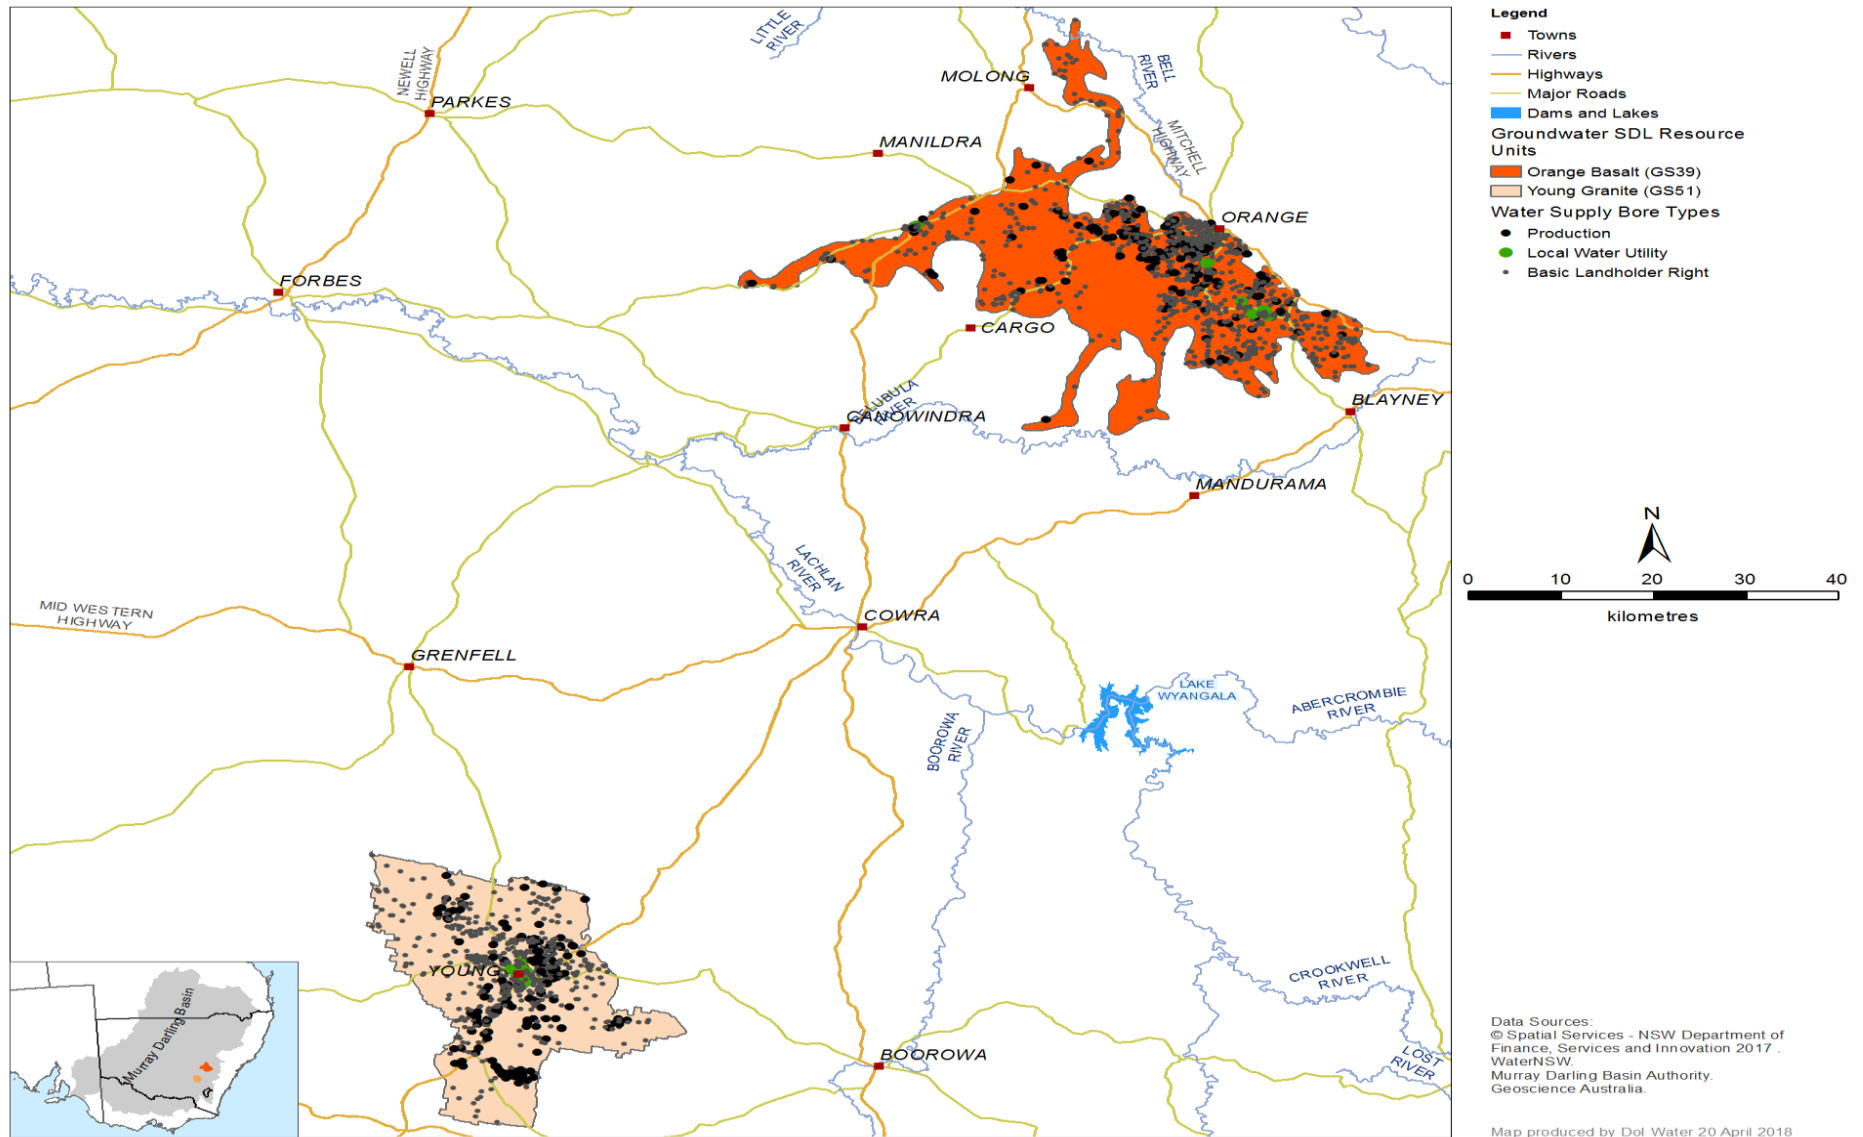 LITTLE
RIVER
NEWELL
HIGHWAY
PARKES
MOLONG
BELL
RIVER
MITCHELL
HIGHWAY
MANILDRA
ORANGE
FORBES
CARGO
BELUBULA
RIVER
CANOWINDRA
BLAYNEY
MANDURAMA
LACHLAN
RIVER
MID WESTERN
HIGHWAY
COWRA
GRENFELL
LAKE
WYANGALA
ABERCROMBIE
RIVER
BOOROWA
RIVER
YOUNG
CROOKWELL
RIVER
BOOROWA
LOST
RIVER
Murray Darling Basin
Legend
Towns
Rivers
Highways
Major Roads
Dams and Lakes
Groundwater SDL Resource
Units
Orange Basalt (GS39)
Young Granite (GS51)
Water Supply Bore Types
Production
Local Water Utility
Basic Landholder Right
N
0 10 20 30 40
kilometres
Data Sources:
© Spatial Services - NSW Department of
Finance, Services and Innovation 2017 .
WaterNSW.
Murray Darling Basin Authority.
Geoscience Australia.
Map produced by DoI Water 20 April 2018